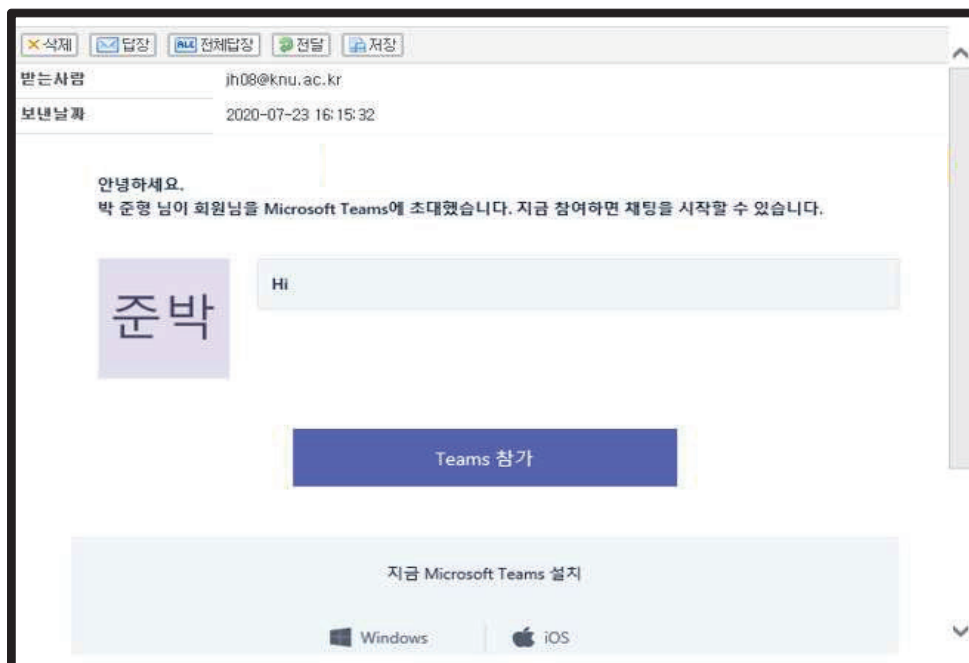 삭제 답장 ALL 전체답장 전달 저장
받는사람 jh08@knu.ac.kr
보낸날짜 2020-07-23 16:15:32
안녕하세요.
박 준형 님이 회원님을 Microsoft Teams에 초대했습니다. 지금 참여하면 채팅을 시작할 수 있습니다.
준박
Hi
Teams 참가
지금 Microsoft Teams 설치
Windows iOS